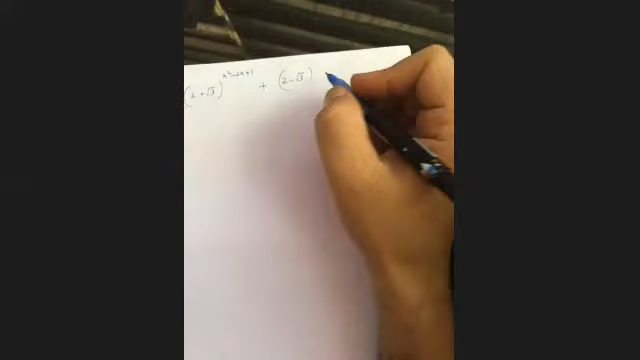 (2+√3)^(x²-2x+1) + (2-√3)